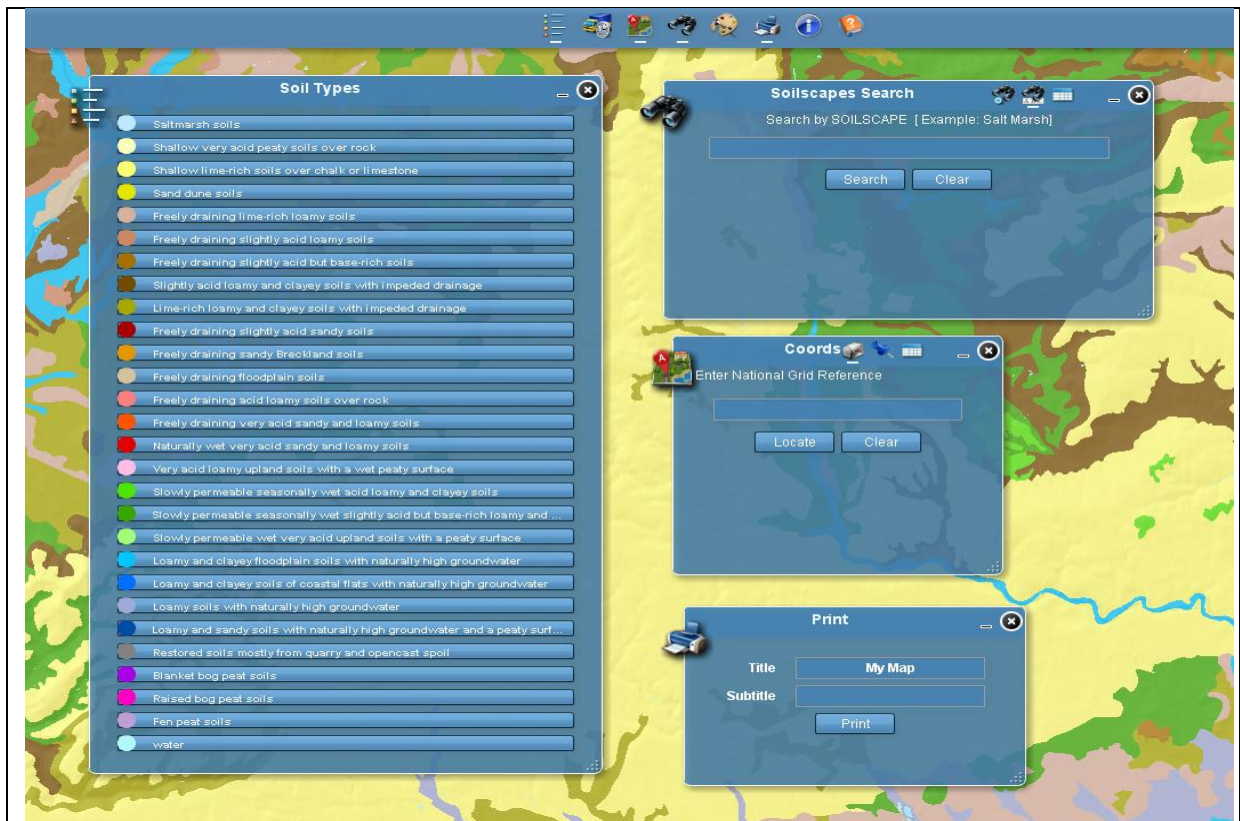 Soil Types
Saltmarsh soils
Shallow very acid peaty soils over rock
Shallow lime-rich soils over chalk or limestone
Sand dune soils
Freely draining lime-rich loamy soils
Freely draining slightly acid loamy soils
Freely draining slightly acid but base-rich soils
Slightly acid loamy and clayey soils with impeded drainage
Lime-rich loamy and clayey soils with impeded drainage
Freely draining slightly acid sandy soils
Freely draining sandy Breckland soils
Freely draining floodplain soils
Freely draining acid loamy soils over rock
Freely draining very acid sandy and loamy soils
Naturally wet very acid sandy and loamy soils
Very acid loamy upland soils with a wet peaty surface
Slowly permeable seasonally wet acid loamy and clayey soils
Slowly permeable seasonally wet slightly acid but base-rich loamy and ...
Slowly permeable wet very acid upland soils with a peaty surface
Loamy and clayey floodplain soils with naturally high groundwater
Loamy and clayey soils of coastal flats with naturally high groundwater
Loamy soils with naturally high groundwater
Loamy and sandy soils with naturally high groundwater and a peaty surf...
Restored soils mostly from quarry and opencast spoil
Blanket bog peat soils
Raised bog peat soils
Fen peat soils
water
Soilscapes Search
Search by SOILSCAPE [Example: Salt Marsh]
Search Clear
Coords
Enter National Grid Reference
Locate Clear
Print
Title My Map
Subtitle
Print